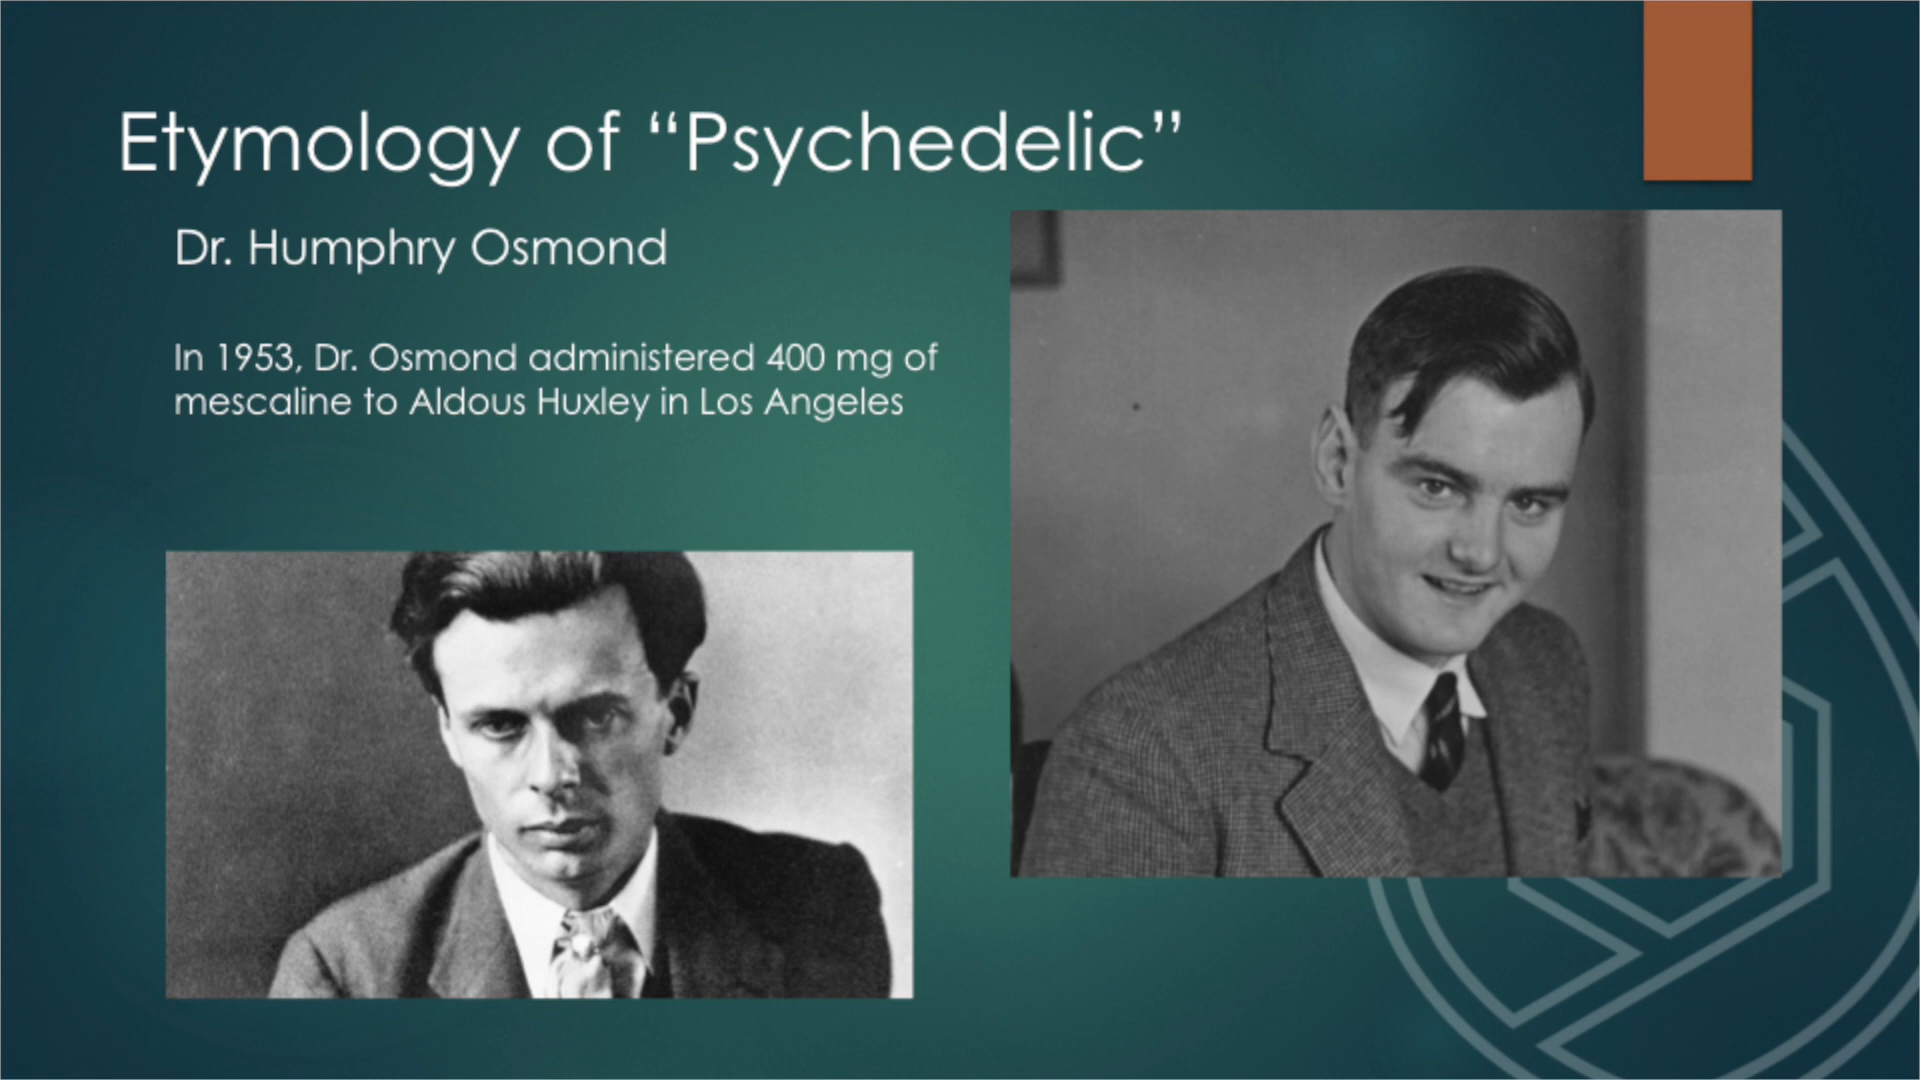 Etymology of “Psychedelic”
Dr. Humphry Osmond
In 1953, Dr. Osmond administered 400 mg of
mescaline to Aldous Huxley in Los Angeles